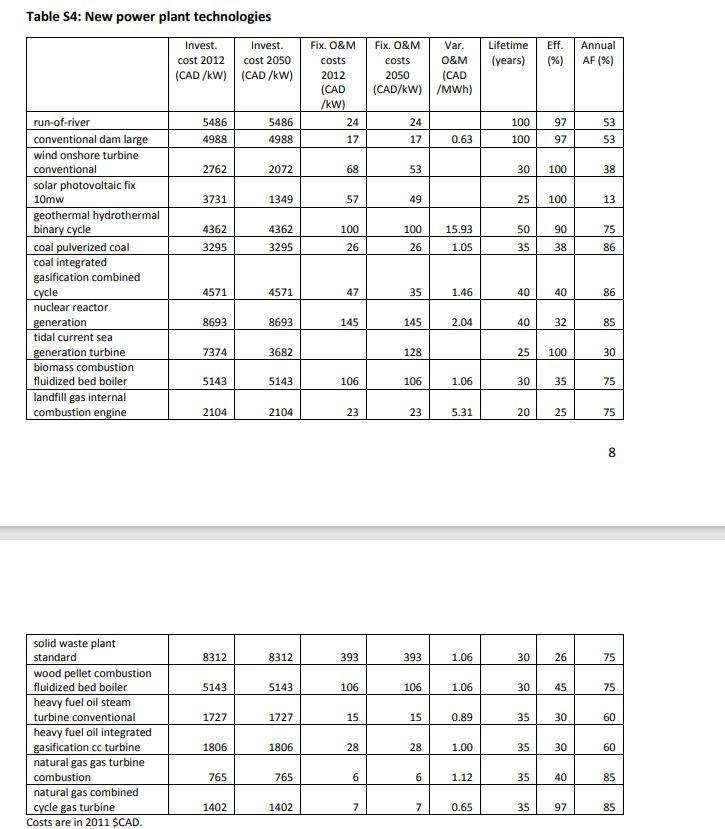 Table S4: New power plant technologies
Invest. cost 2012 (CAD /kW) Invest. cost 2050 (CAD /kW) Fix. O&M costs 2012 (CAD /kW) Fix. O&M costs 2050 (CAD/kW) Var. O&M (CAD /MWh) Lifetime (years) Eff. (%) Annual AF (%)
run-of-river 5486 5486 24 24 100 97 53
conventional dam large 4988 4988 17 17 0.63 100 97 53
wind onshore turbine
conventional 2762 2072 68 53 30 100 38
solar photovoltaic fix
10mw 3731 1349 57 49 25 100 13
geothermal hydrothermal
binary cycle 4362 4362 100 100 15.93 50 90 75
coal pulverized coal 3295 3295 26 26 1.05 35 38 86
coal integrated
gasification combined
cycle 4571 4571 47 35 1.46 40 40 86
nuclear reactor
generation 8693 8693 145 145 2.04 40 32 85
tidal current sea
generation turbine 7374 3682 128 25 100 30
biomass combustion
fluidized bed boiler 5143 5143 106 106 1.06 30 35 75
landfill gas internal
combustion engine 2104 2104 23 23 5.31 20 25 75
8
solid waste plant
standard 8312 8312 393 393 1.06 30 26 75
wood pellet combustion
fluidized bed boiler 5143 5143 106 106 1.06 30 45 75
heavy fuel oil steam
turbine conventional 1727 1727 15 15 0.89 35 30 60
heavy fuel oil integrated
gasification cc turbine 1806 1806 28 28 1.00 35 30 60
natural gas gas turbine
combustion 765 765 6 6 1.12 35 40 85
natural gas combined
cycle gas turbine 1402 1402 7 7 0.65 35 97 85
Costs are in 2011 $CAD.